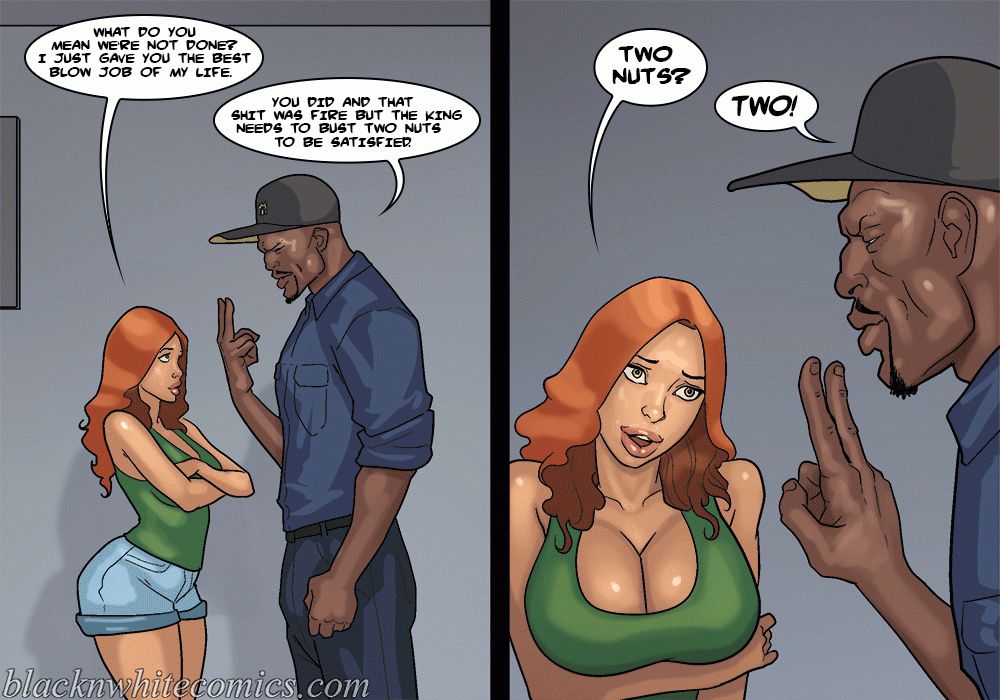 WHAT DO YOU
MEAN WE'RE NOT DONE?
I JUST GAVE YOU THE BEST
BLOW JOB OF MY LIFE.
YOU DID AND THAT
SHIT WAS FIRE BUT THE KING
NEEDS TO BUST TWO NUTS
TO BE SATISFIED.
TWO
NUTS?
TWO!
blacknwhitecomics.com